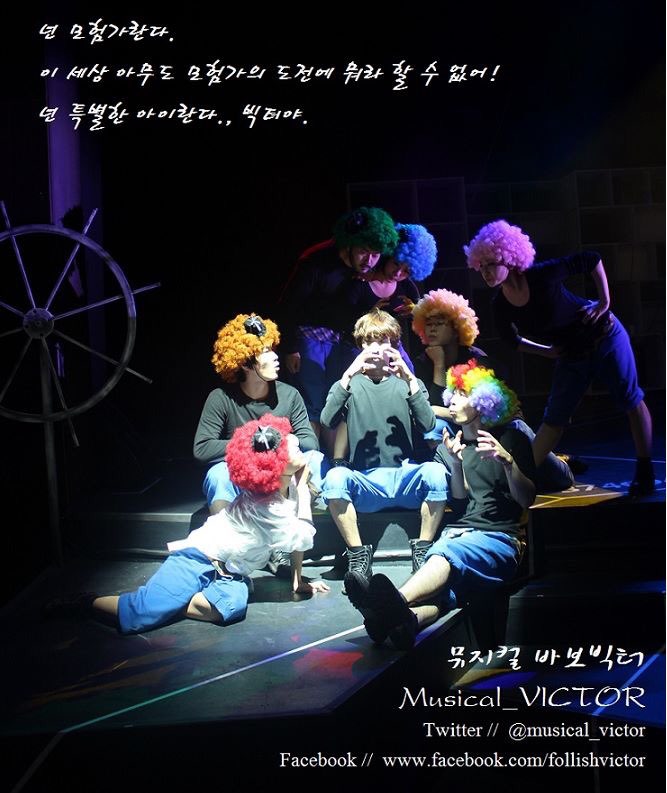 넌 모험가란다.
이 세상 아무도 모험가의 도전에 뭐라 할 수 없어!
넌 특별한 아이란다., 빅터야.
뮤지컬 바보빅터
Musical_VICTOR
Twitter // @musical_victor
Facebook // www.facebook.com/follishvictor